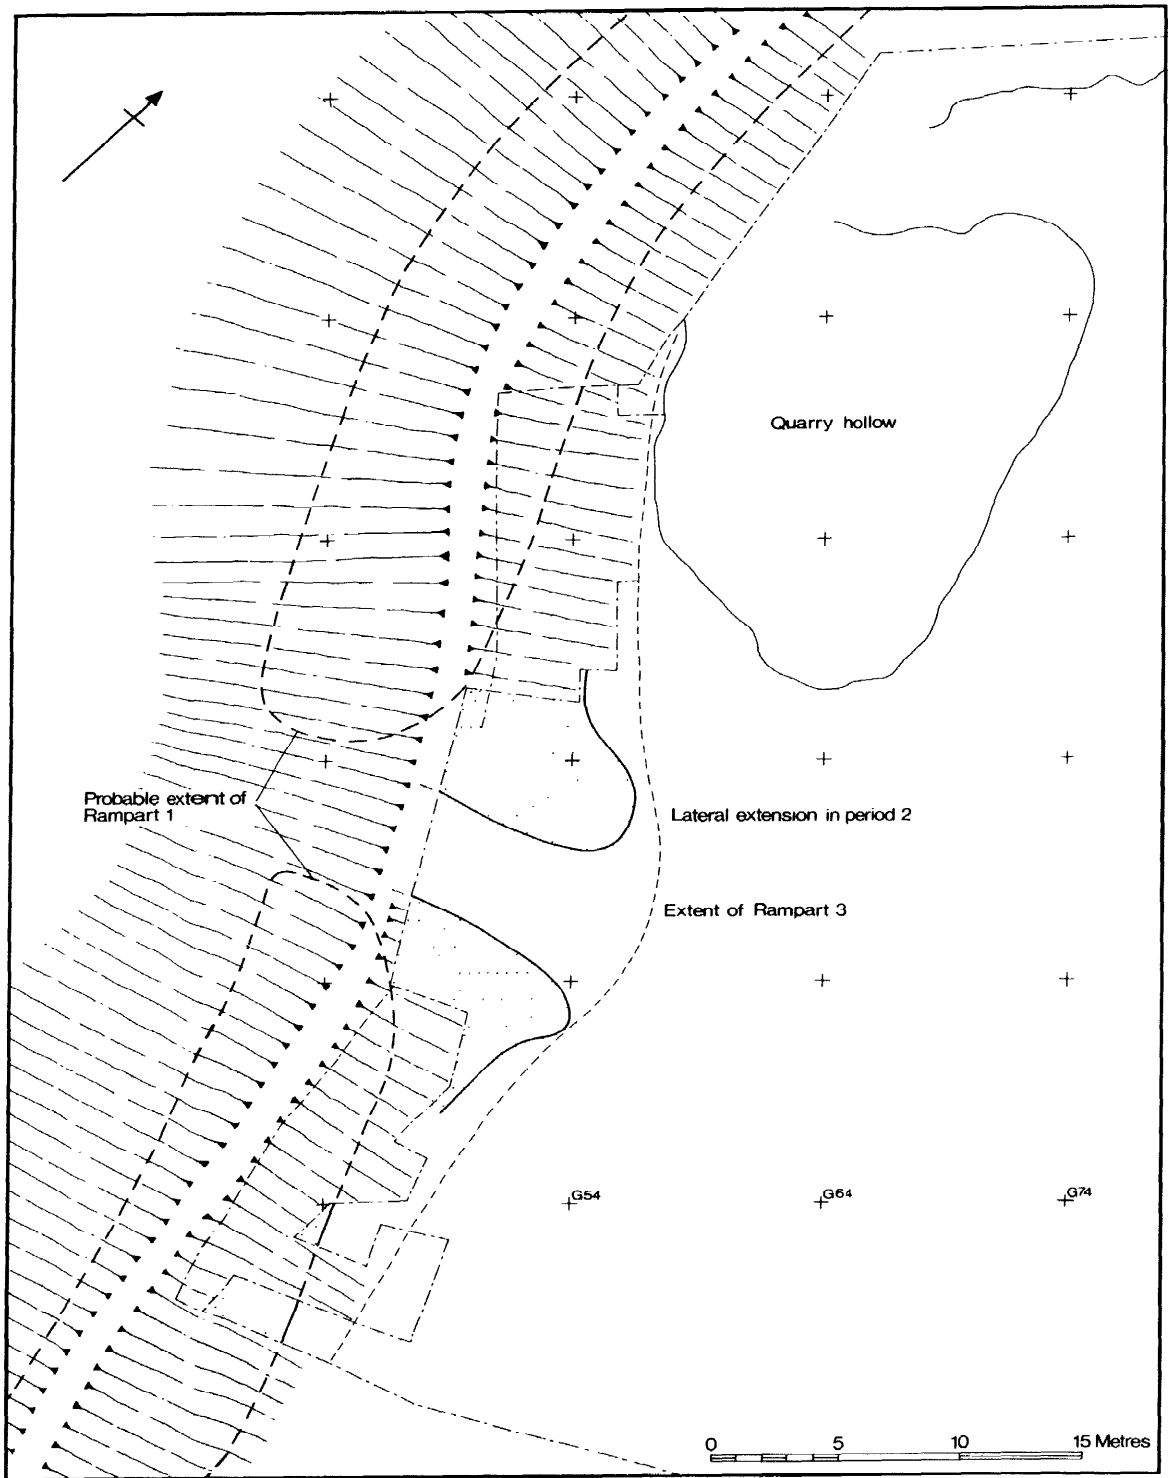 Quarry hollow
Probable extent of
Rampart 1
Lateral extension in period 2
Extent of Rampart 3
G54
G64
G74
0 5 10 15 Metres